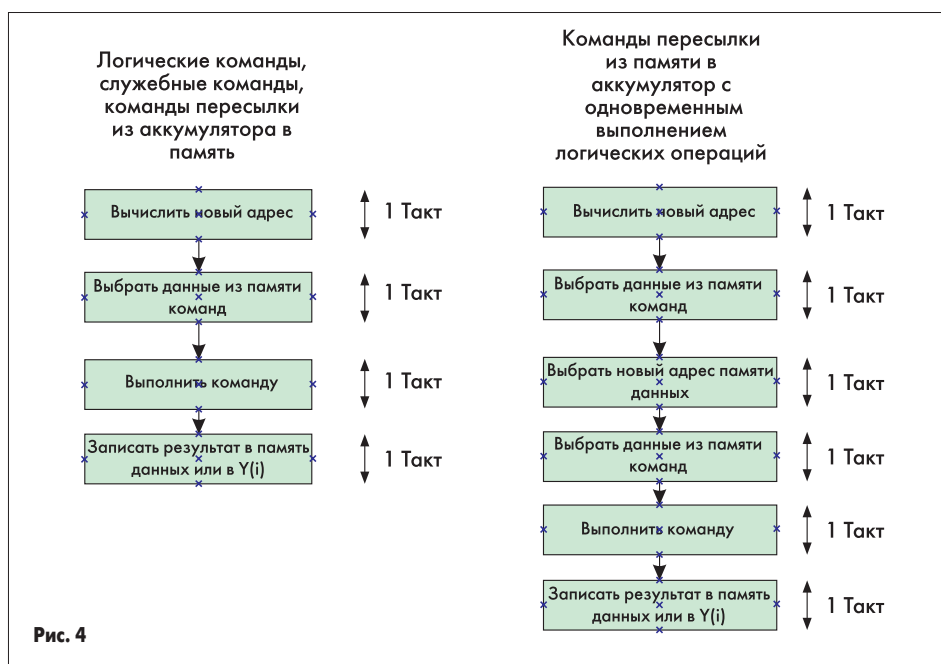 Логические команды,
служебные команды,
команды пересылки
из аккумулятора в
память
Вычислить новый адрес
1 Такт
Выбрать данные из памяти
команд
1 Такт
Выполнить команду
1 Такт
Записать результат в память
данных или в Y(i)
1 Такт
Команды пересылки
из памяти в
аккумулятор с
одновременным
выполнением
логических операций
Вычислить новый адрес
1 Такт
Выбрать данные из памяти
команд
1 Такт
Выбрать новый адрес памяти
данных
1 Такт
Выбрать данные из памяти
команд
1 Такт
Выполнить команду
1 Такт
Записать результат в память
данных или в Y(i)
1 Такт
Рис. 4